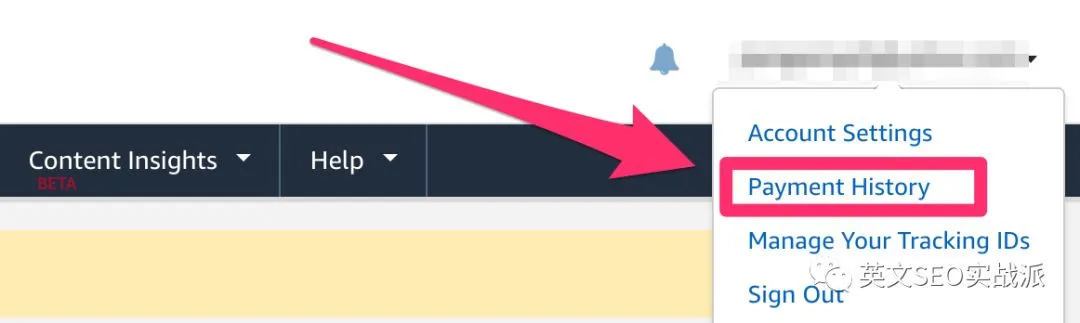 Account Settings
Content Insights
BETA
Help
Payment History
Manage Your Tracking IDs
英文SEO实战派
Sign Out